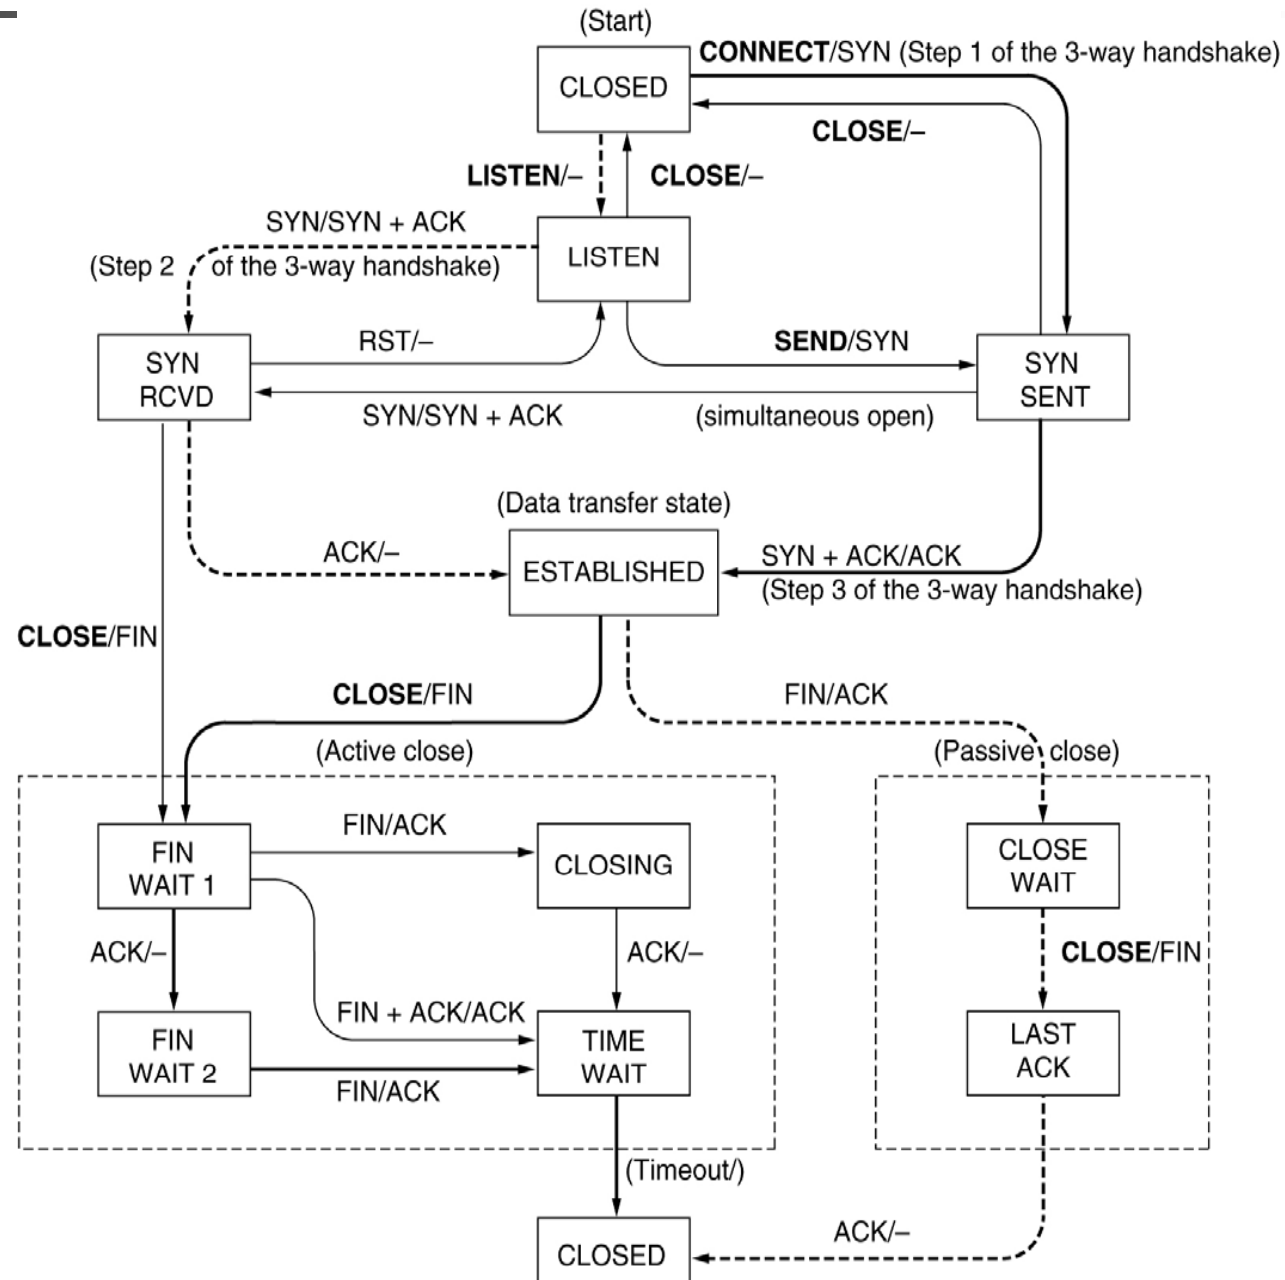 (Start)
CONNECT/SYN (Step 1 of the 3-way handshake)
CLOSED
CLOSE/–
LISTEN/–
CLOSE/–
SYN/SYN + ACK
(Step 2 of the 3-way handshake)
LISTEN
RST/–
SEND/SYN
SYN
RCVD
SYN
SENT
SYN/SYN + ACK
(simultaneous open)
(Data transfer state)
ACK/–
ESTABLISHED
SYN + ACK/ACK
(Step 3 of the 3-way handshake)
CLOSE/FIN
CLOSE/FIN
FIN/ACK
(Active close)
(Passive close)
FIN/ACK
FIN
WAIT 1
CLOSING
CLOSE
WAIT
ACK/–
ACK/–
CLOSE/FIN
FIN + ACK/ACK
FIN
WAIT 2
TIME
WAIT
LAST
ACK
FIN/ACK
(Timeout/)
ACK/–
CLOSED